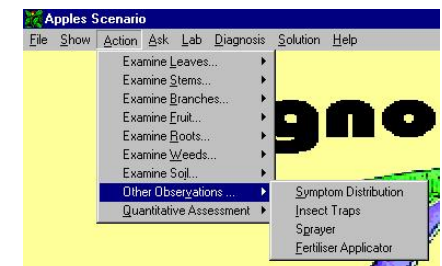 Apples Scenario
File Show Action Ask Lab Diagnosis Solution Help
Examine Leaves...
Examine Stems...
Examine Branches...
Examine Fruit...
Examine Roots...
Examine Weeds...
Examine Soil...
Other Observations ...
Quantitative Assessment
gno
Symptom Distribution
Insect Traps
Sprayer
Fertiliser Applicator